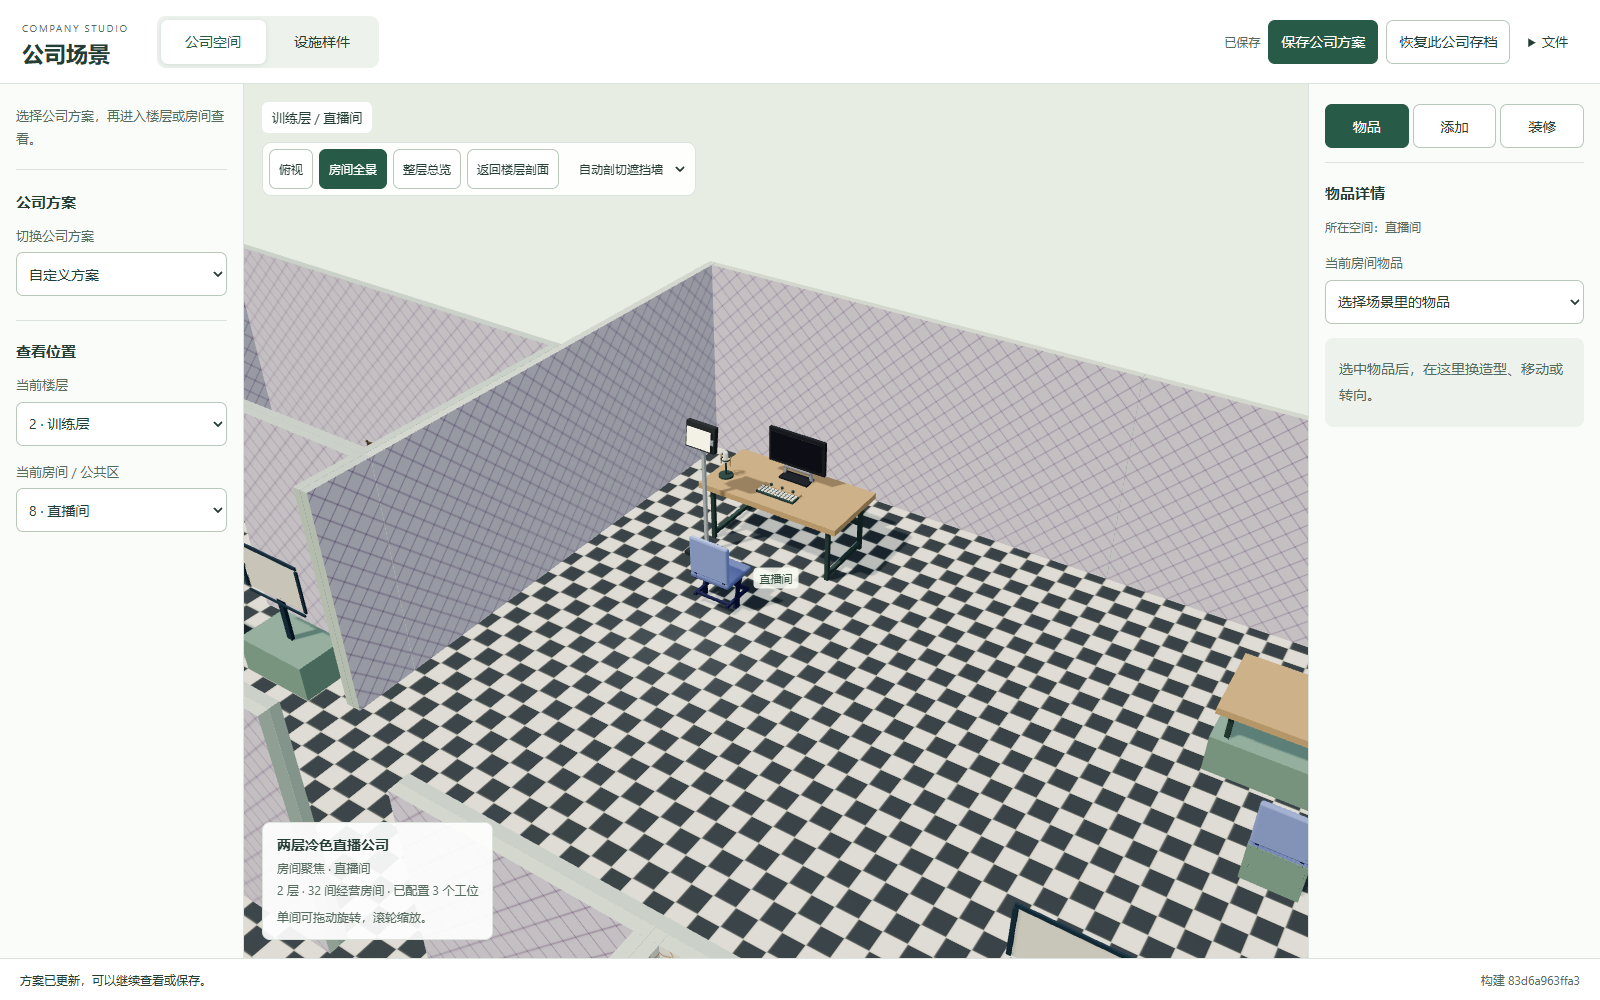 COMPANY STUDIO
公司场景
公司空间
设施样件
已保存
保存公司方案
恢复此公司存档
▶ 文件
选择公司方案，再进入楼层或房间查看。
公司方案
切换公司方案
自定义方案
查看位置
当前楼层
2 · 训练层
当前房间 / 公共区
8 · 直播间
训练层 / 直播间
俯视
房间全景
整层总览
返回楼层剖面
自动剖切遮挡墙
直播间
两层冷色直播公司
房间聚焦 · 直播间
2 层 · 32 间经营房间 · 已配置 3 个工位
单间可拖动旋转，滚轮缩放。
物品
添加
装修
物品详情
所在空间：直播间
当前房间物品
选择场景里的物品
选中物品后，在这里换造型、移动或转向。
方案已更新，可以继续查看或保存。
构建 83d6a963ffa3